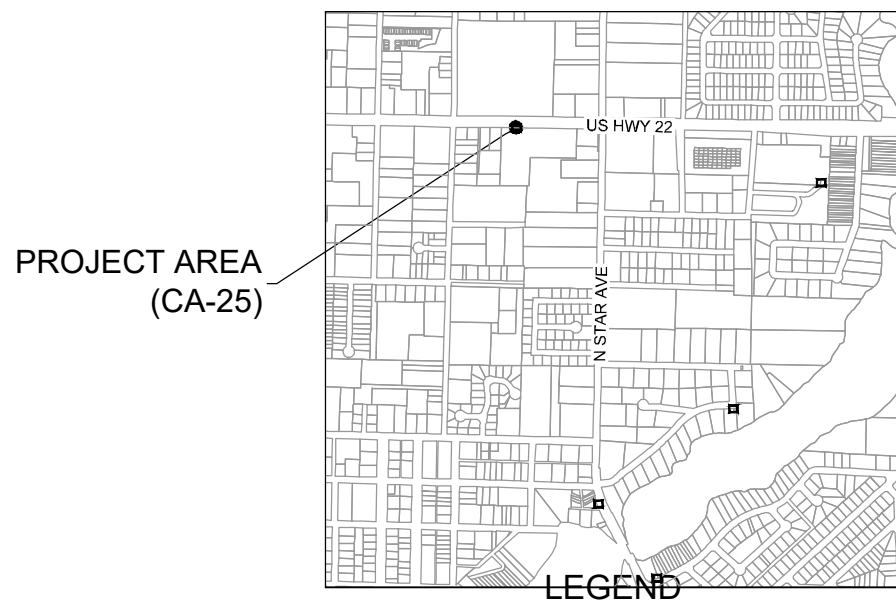 US HWY 22
PROJECT AREA
(CA-25)
N STAR AVE
LEGEND